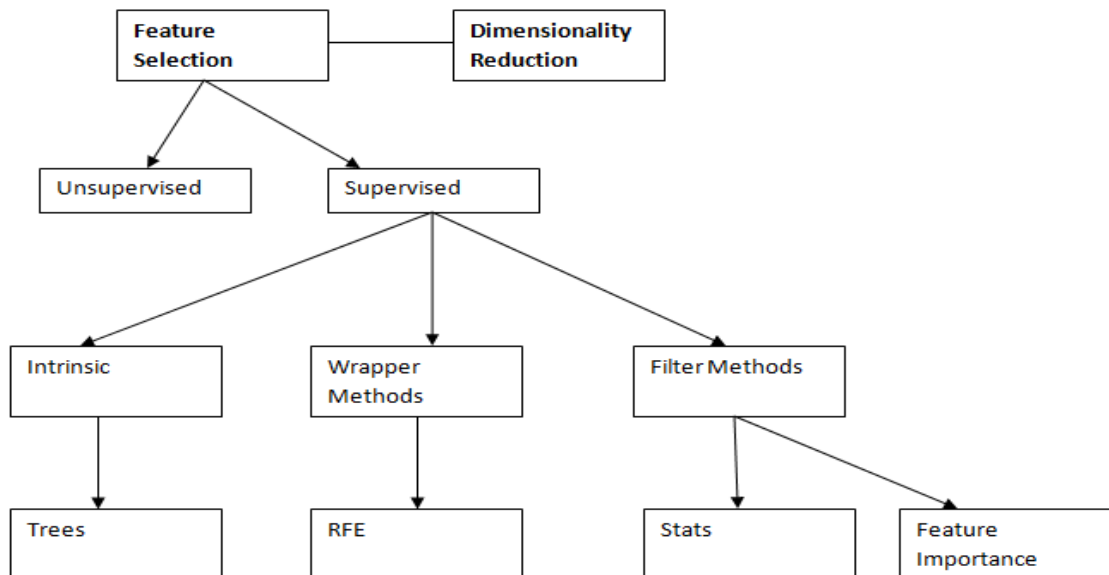 Feature
Selection
Dimensionality
Reduction
Unsupervised
Supervised
Intrinsic
Wrapper
Methods
Filter Methods
Trees
RFE
Stats
Feature
Importance